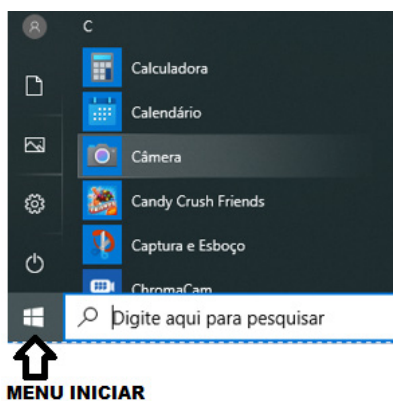 C
Calculadora
Calendário
Câmera
Candy Crush Friends
Captura e Esboço
ChromaCam
Digite aqui para pesquisar
MENU INICIAR